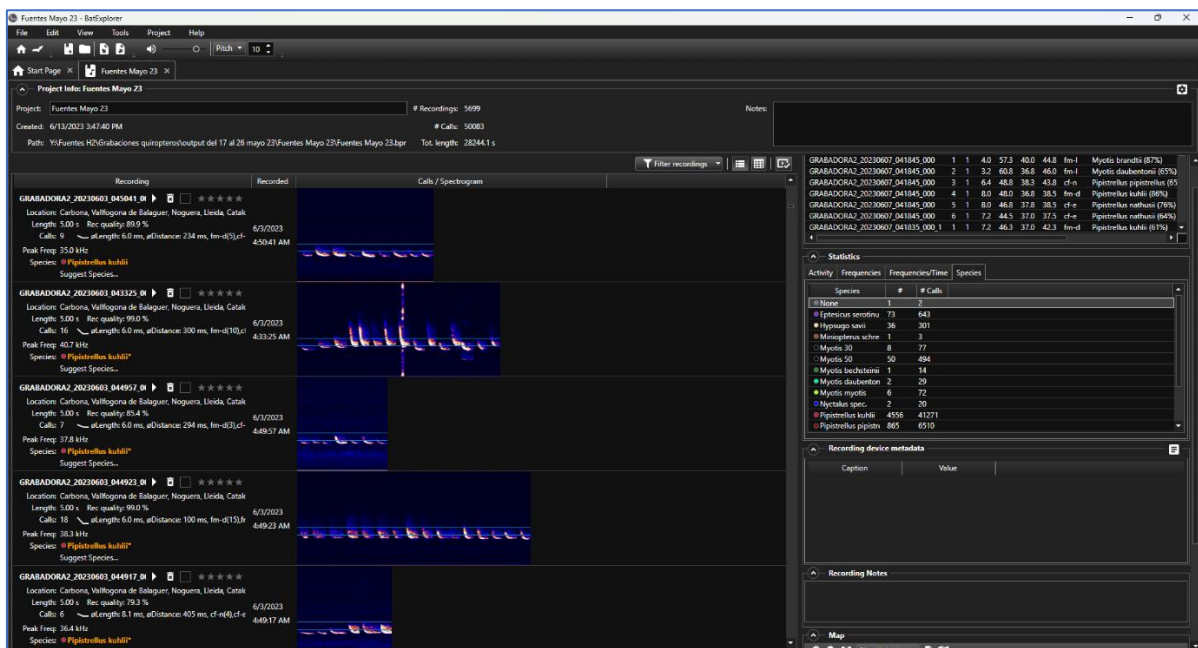 Fuentes Mayo 23 - BatExplorer
File Edit View Tools Project Help
Pitch 10
Start Page × Fuentes Mayo 23 ×
Project Info: Fuentes Mayo 23
Project: Fuentes Mayo 23 # Recordings: 5699 Notes:
Created: 6/13/2023 3:47:40 PM # Calls: 50083
Path: Y:\Fuentes H2\Grabaciones quiropteros\output del 17 al 26 mayo 23\Fuentes Mayo 23\Fuentes Mayo 23.bpr Tot. length: 28244.1 s
Filter recordings
Recording Recorded Calls / Spectrogram
GRABADORA2_20230603_045041_0
Location: Carbona, Vallfogona de Balaguer, Noguera, Lleida, Catak
Length: 5.00 s Rec quality: 89.9 %
Calls: 9 øLength: 6.0 ms, øDistance: 234 ms, fm-d(5),cf-
6/3/2023
4:50:41 AM
Peak Freq: 35.0 kHz
Species: Pipistrellus kuhlii
Suggest Species...
GRABADORA2_20230603_043325_0
Location: Carbona, Vallfogona de Balaguer, Noguera, Lleida, Catak
Length: 5.00 s Rec quality: 99.0 %
Calls: 16 øLength: 6.0 ms, øDistance: 300 ms, fm-d(10),cf
6/3/2023
4:33:25 AM
Peak Freq: 40.7 kHz
Species: Pipistrellus kuhlii*
Suggest Species...
GRABADORA2_20230603_044957_0
Location: Carbona, Vallfogona de Balaguer, Noguera, Lleida, Catak
Length: 5.00 s Rec quality: 85.4 %
Calls: 7 øLength: 6.0 ms, øDistance: 294 ms, fm-d(3),cf-
6/3/2023
4:49:57 AM
Peak Freq: 37.8 kHz
Species: Pipistrellus kuhlii*
Suggest Species...
GRABADORA2_20230603_044923_0
Location: Carbona, Vallfogona de Balaguer, Noguera, Lleida, Catak
Length: 5.00 s Rec quality: 99.0 %
Calls: 18 øLength: 6.0 ms, øDistance: 100 ms, fm-d(15),fr
6/3/2023
4:49:23 AM
Peak Freq: 38.3 kHz
Species: Pipistrellus kuhlii*
Suggest Species...
GRABADORA2_20230603_044917_0
Location: Carbona, Vallfogona de Balaguer, Noguera, Lleida, Catak
Length: 5.00 s Rec quality: 79.3 %
Calls: 6 øLength: 8.1 ms, øDistance: 405 ms, cf-n(4),cf-e
6/3/2023
4:49:17 AM
Peak Freq: 36.4 kHz
Species: Pipistrellus kuhlii*
GRABADORA2_20230607_041845_000 1 1 4.0 57.3 40.0 44.8 fm-l Myotis brandtii (87%)
GRABADORA2_20230607_041845_000 2 1 3.2 60.8 36.8 46.0 fm-l Myotis daubentonii (65%)
GRABADORA2_20230607_041845_000 3 1 6.4 48.8 38.3 43.8 cf-n Pipistrellus pipistrellus (65
GRABADORA2_20230607_041845_000 4 1 8.0 48.0 36.8 38.5 fm-d Pipistrellus kuhlii (86%)
GRABADORA2_20230607_041845_000 5 1 8.0 46.8 37.8 38.5 cf-e Pipistrellus nathusii (76%)
GRABADORA2_20230607_041845_000 6 1 7.2 44.5 37.0 37.5 cf-e Pipistrellus nathusii (64%)
GRABADORA2_20230607_041835_000_1 1 1 7.2 46.3 37.0 42.3 fm-d Pipistrellus kuhlii (61%)
Statistics
Activity Frequencies Frequencies/Time Species
Species # # Calls
None 1 2
Eptesicus serotinu 73 643
Hypsugo savii 36 301
Miniopterus schre 1 3
Myotis 30 8 77
Myotis 50 50 494
Myotis bechsteinii 1 14
Myotis daubenton 2 29
Myotis myotis 6 72
Nyctalus spec. 2 20
Pipistrellus kuhlii 4556 41271
Pipistrellus pipistre 865 6510
Recording device metadata
Caption Value
Recording Notes
Map